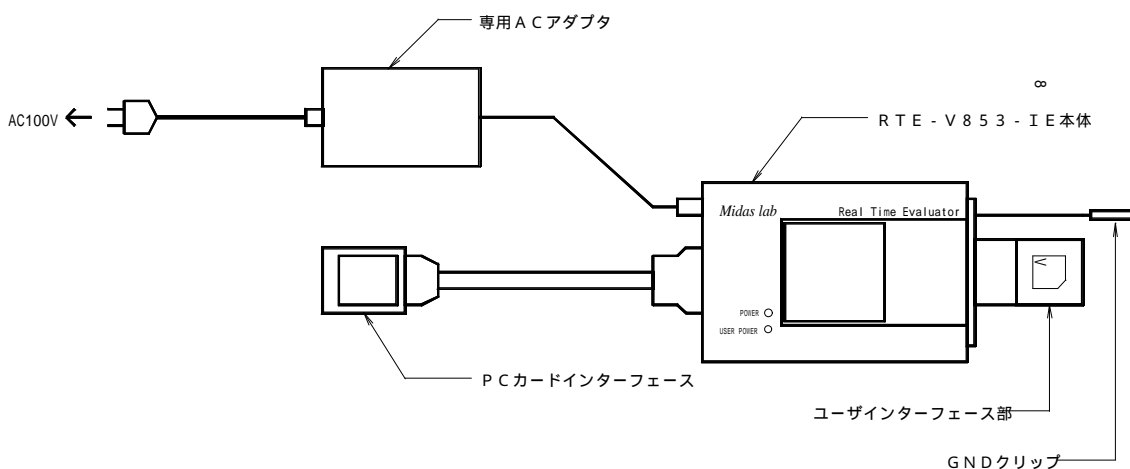 専用ＡＣアダプタ
∞
AC100V
ＲＴＥ-Ｖ８５３-ＩＥ本体
Midas lab
Real Time Evaluator
POWER
USER POWER
ＰＣカードインターフェース
ユーザインターフェース部
ＧＮＤクリップ